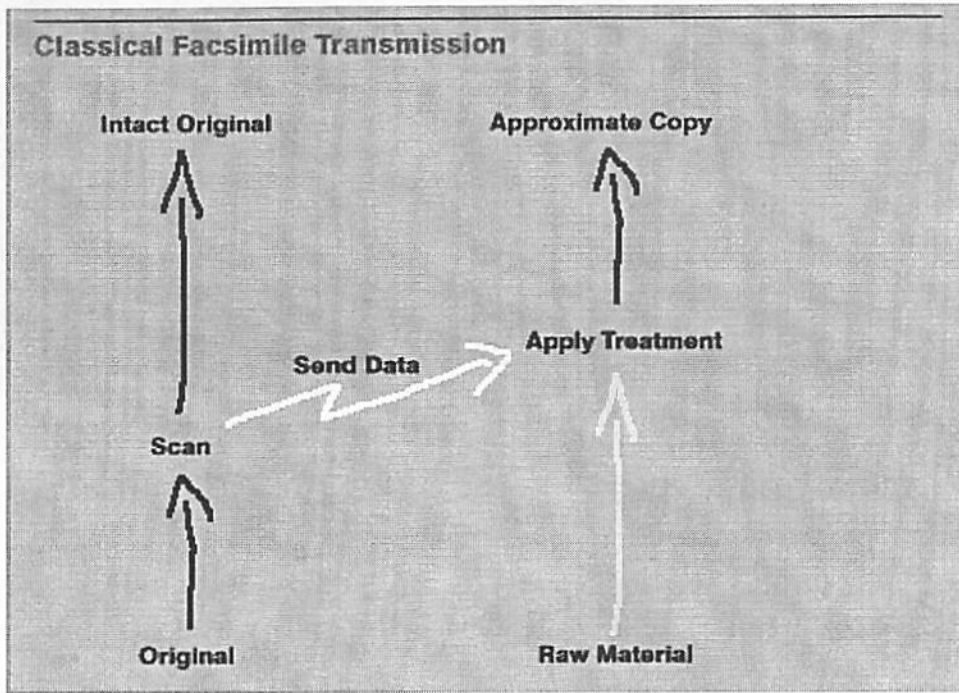 Classical Facsimile Transmission
Intact Original
Approximate Copy
Apply Treatment
Send Data
Scan
Original
Raw Material